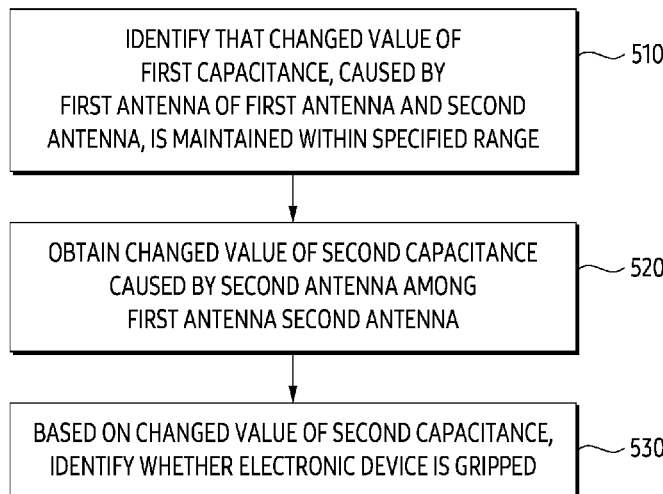 IDENTIFY THAT CHANGED VALUE OF
FIRST CAPACITANCE, CAUSED BY
FIRST ANTENNA OF FIRST ANTENNA AND SECOND
ANTENNA, IS MAINTAINED WITHIN SPECIFIED RANGE
510
OBTAIN CHANGED VALUE OF SECOND CAPACITANCE
CAUSED BY SECOND ANTENNA AMONG
FIRST ANTENNA SECOND ANTENNA
520
BASED ON CHANGED VALUE OF SECOND CAPACITANCE,
IDENTIFY WHETHER ELECTRONIC DEVICE IS GRIPPED
530